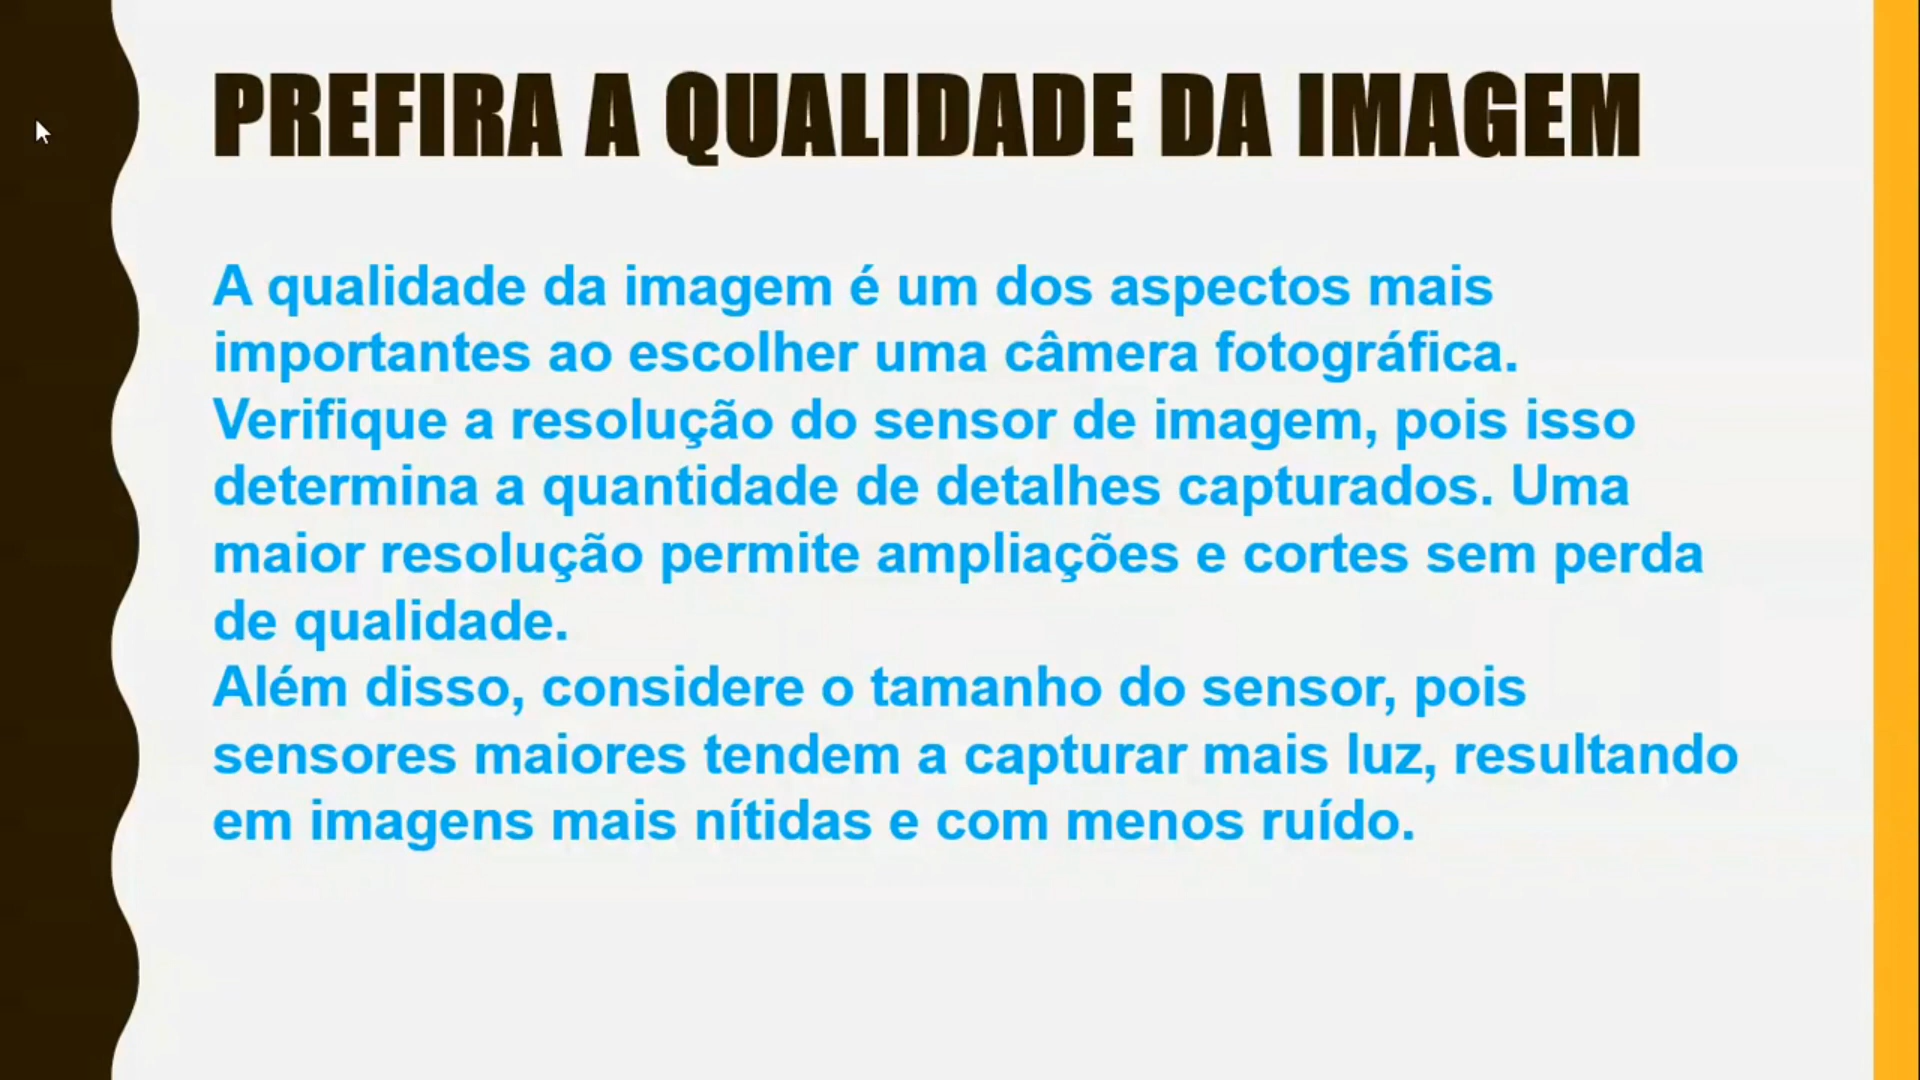 PREFIRA A QUALIDADE DA IMAGEM
A qualidade da imagem é um dos aspectos mais
importantes ao escolher uma câmera fotográfica.
Verifique a resolução do sensor de imagem, pois isso
determina a quantidade de detalhes capturados. Uma
maior resolução permite ampliações e cortes sem perda
de qualidade.
Além disso, considere o tamanho do sensor, pois
sensores maiores tendem a capturar mais luz, resultando
em imagens mais nítidas e com menos ruído.